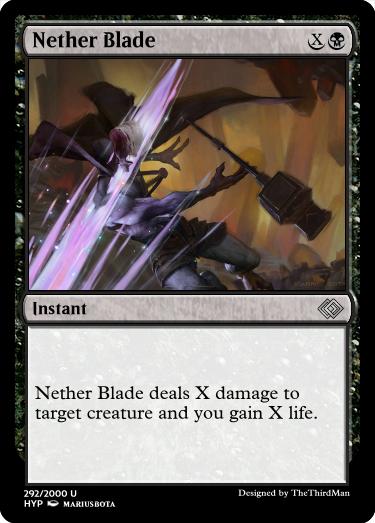 Nether Blade X
Instant
Nether Blade deals X damage to
target creature and you gain X life.
292/2000 U
HYP MARIUSBOTA
Designed by TheThirdMan